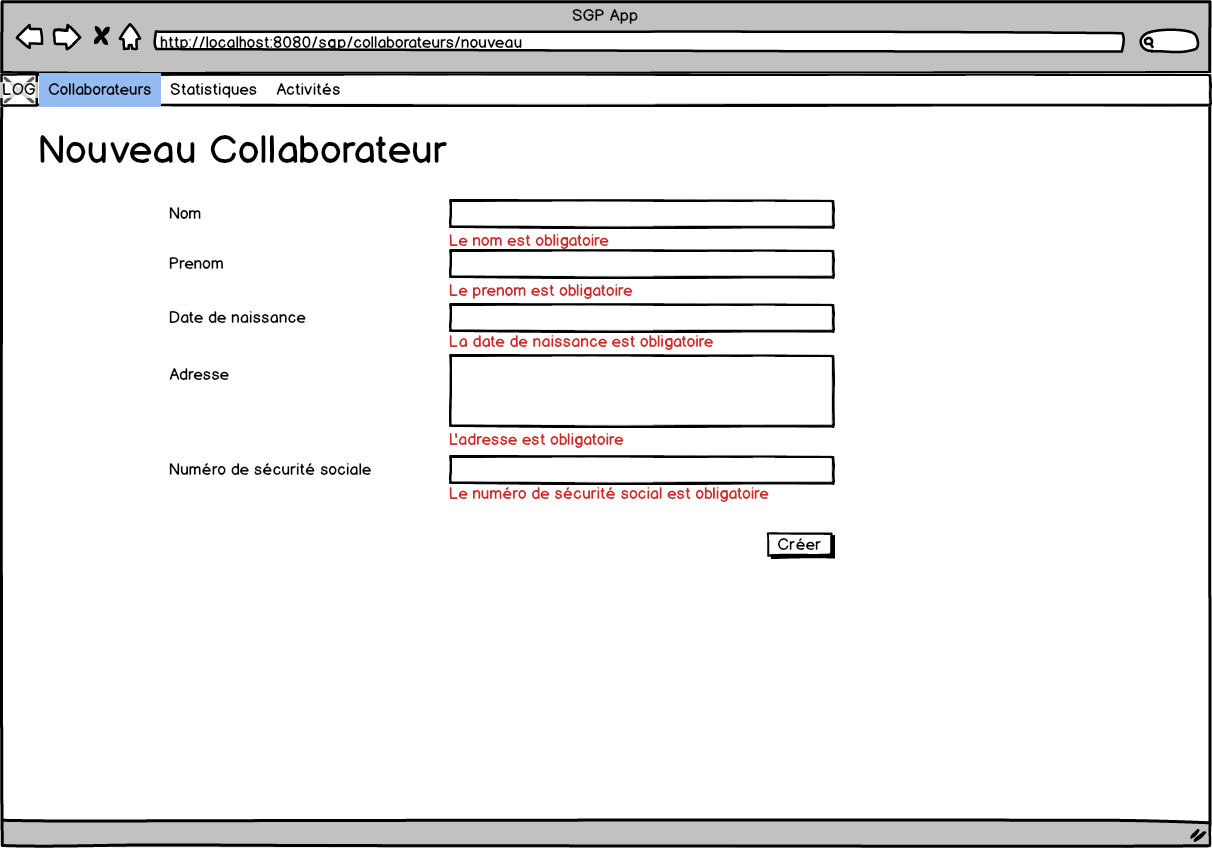 SGP App
http://localhost:8080/sgp/collaborateurs/nouveau
LOG Collaborateurs Statistiques Activités
Nouveau Collaborateur
Nom
Le nom est obligatoire
Prenom
Le prenom est obligatoire
Date de naissance
La date de naissance est obligatoire
Adresse
L'adresse est obligatoire
Numéro de sécurité sociale
Le numéro de sécurité social est obligatoire
Créer